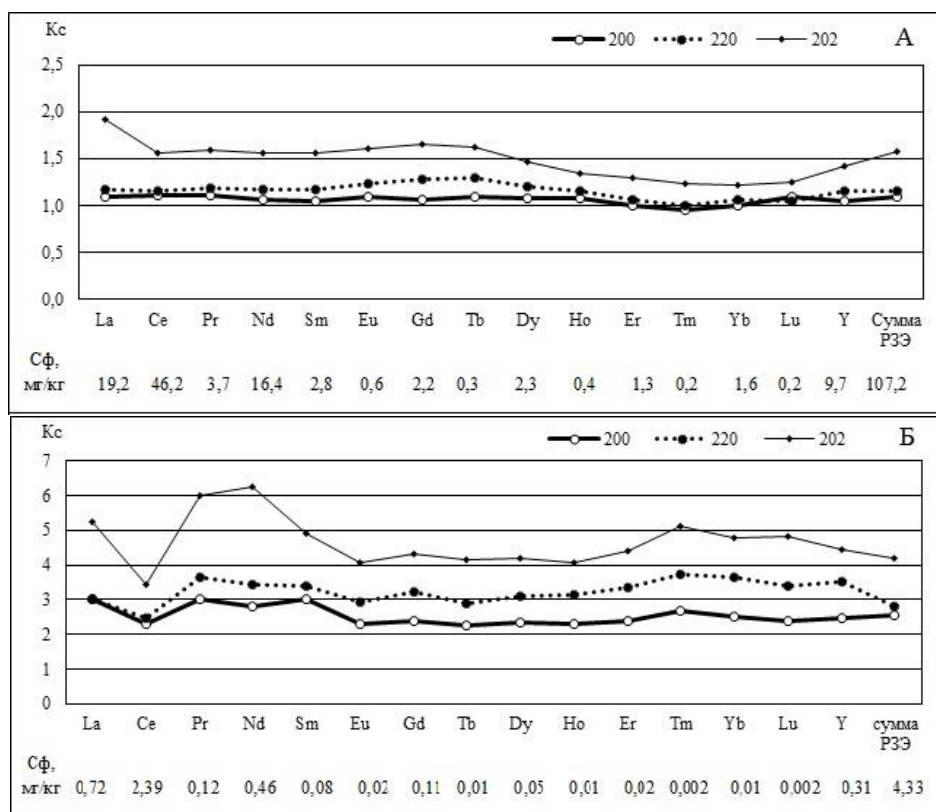 Кс
200 220 202 А
2,5
2,0
1,5
1,0
0,5
0,0
La Ce Pr Nd Sm Eu Gd Tb Dy Ho Er Tm Yb Lu Y Сумма
РЗЭ
Сф,
мг/кг 19,2 46,2 3,7 16,4 2,8 0,6 2,2 0,3 2,3 0,4 1,3 0,2 1,6 0,2 9,7 107,2
Кс
200 220 202 Б
7
6
5
4
3
2
1
0
La Ce Pr Nd Sm Eu Gd Tb Dy Ho Er Tm Yb Lu Y сумма
РЗЭ
Сф,
мг/кг 0,72 2,39 0,12 0,46 0,08 0,02 0,11 0,01 0,05 0,01 0,02 0,002 0,01 0,002 0,31 4,33